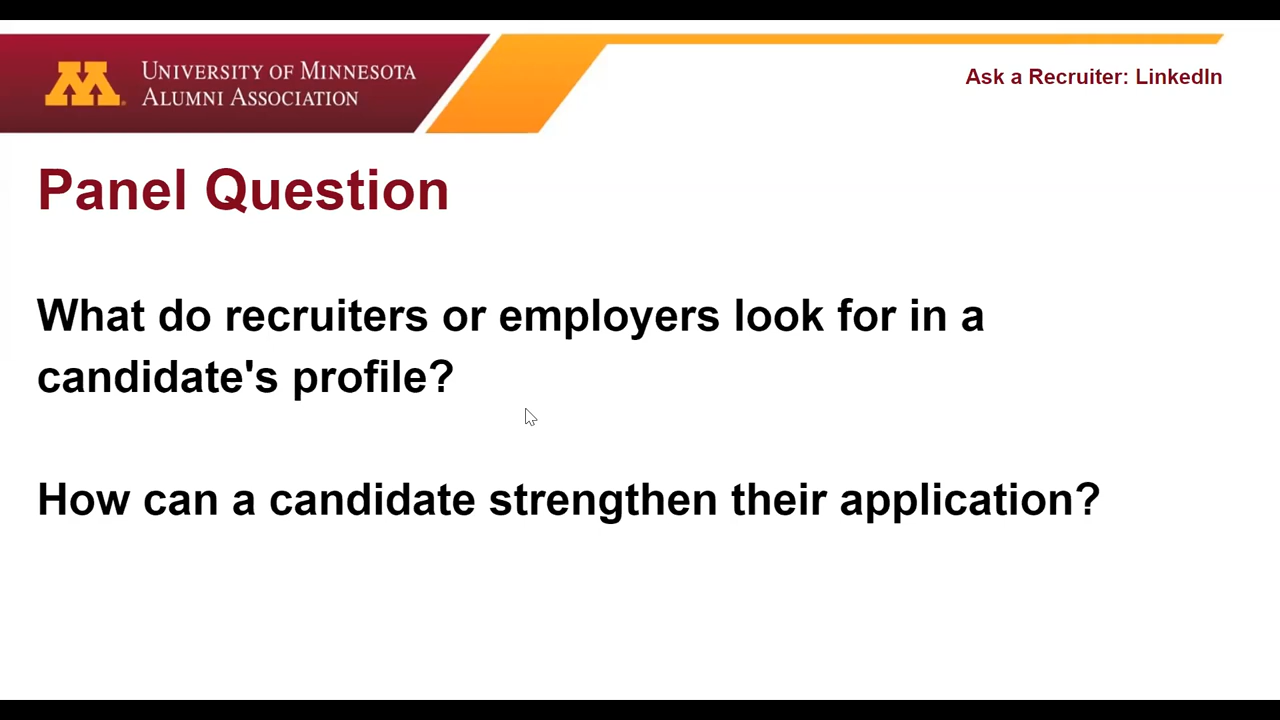 UNIVERSITY OF MINNESOTA
ALUMNI ASSOCIATION
Ask a Recruiter: LinkedIn
Panel Question
What do recruiters or employers look for in a
candidate's profile?
How can a candidate strengthen their application?